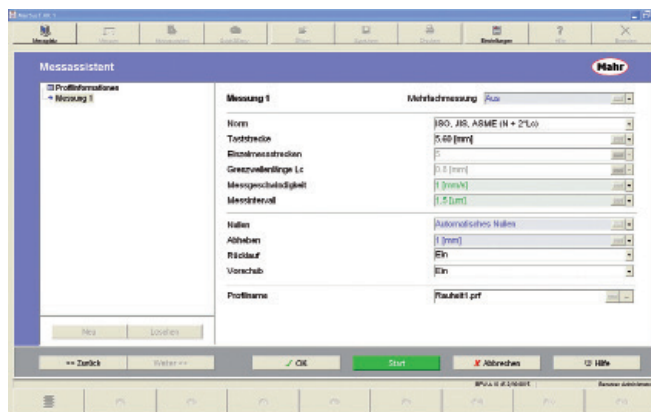 Messplatz Einstellungen
Messassistent Mahr
Profilinformationen
Messung 1
Messung 1 Mehrfachmessung Aus
Norm ISO, JIS, ASME (N + 2*Lc)
Taststrecke 5.60 [mm]
Einzelmessstrecken 5
Grenzwellenlänge Lc 0.8 [mm]
Messgeschwindigkeit 1 [mm/s]
Messintervall 1.5 [µm]
Nullen Automatisches Nullen
Abheben 1 [mm]
Rücklauf Ein
Vorschub Ein
Profilname Rauheit1.prf
Neu Löschen
<< Zurück Weiter >> OK Start Abbrechen Hilfe